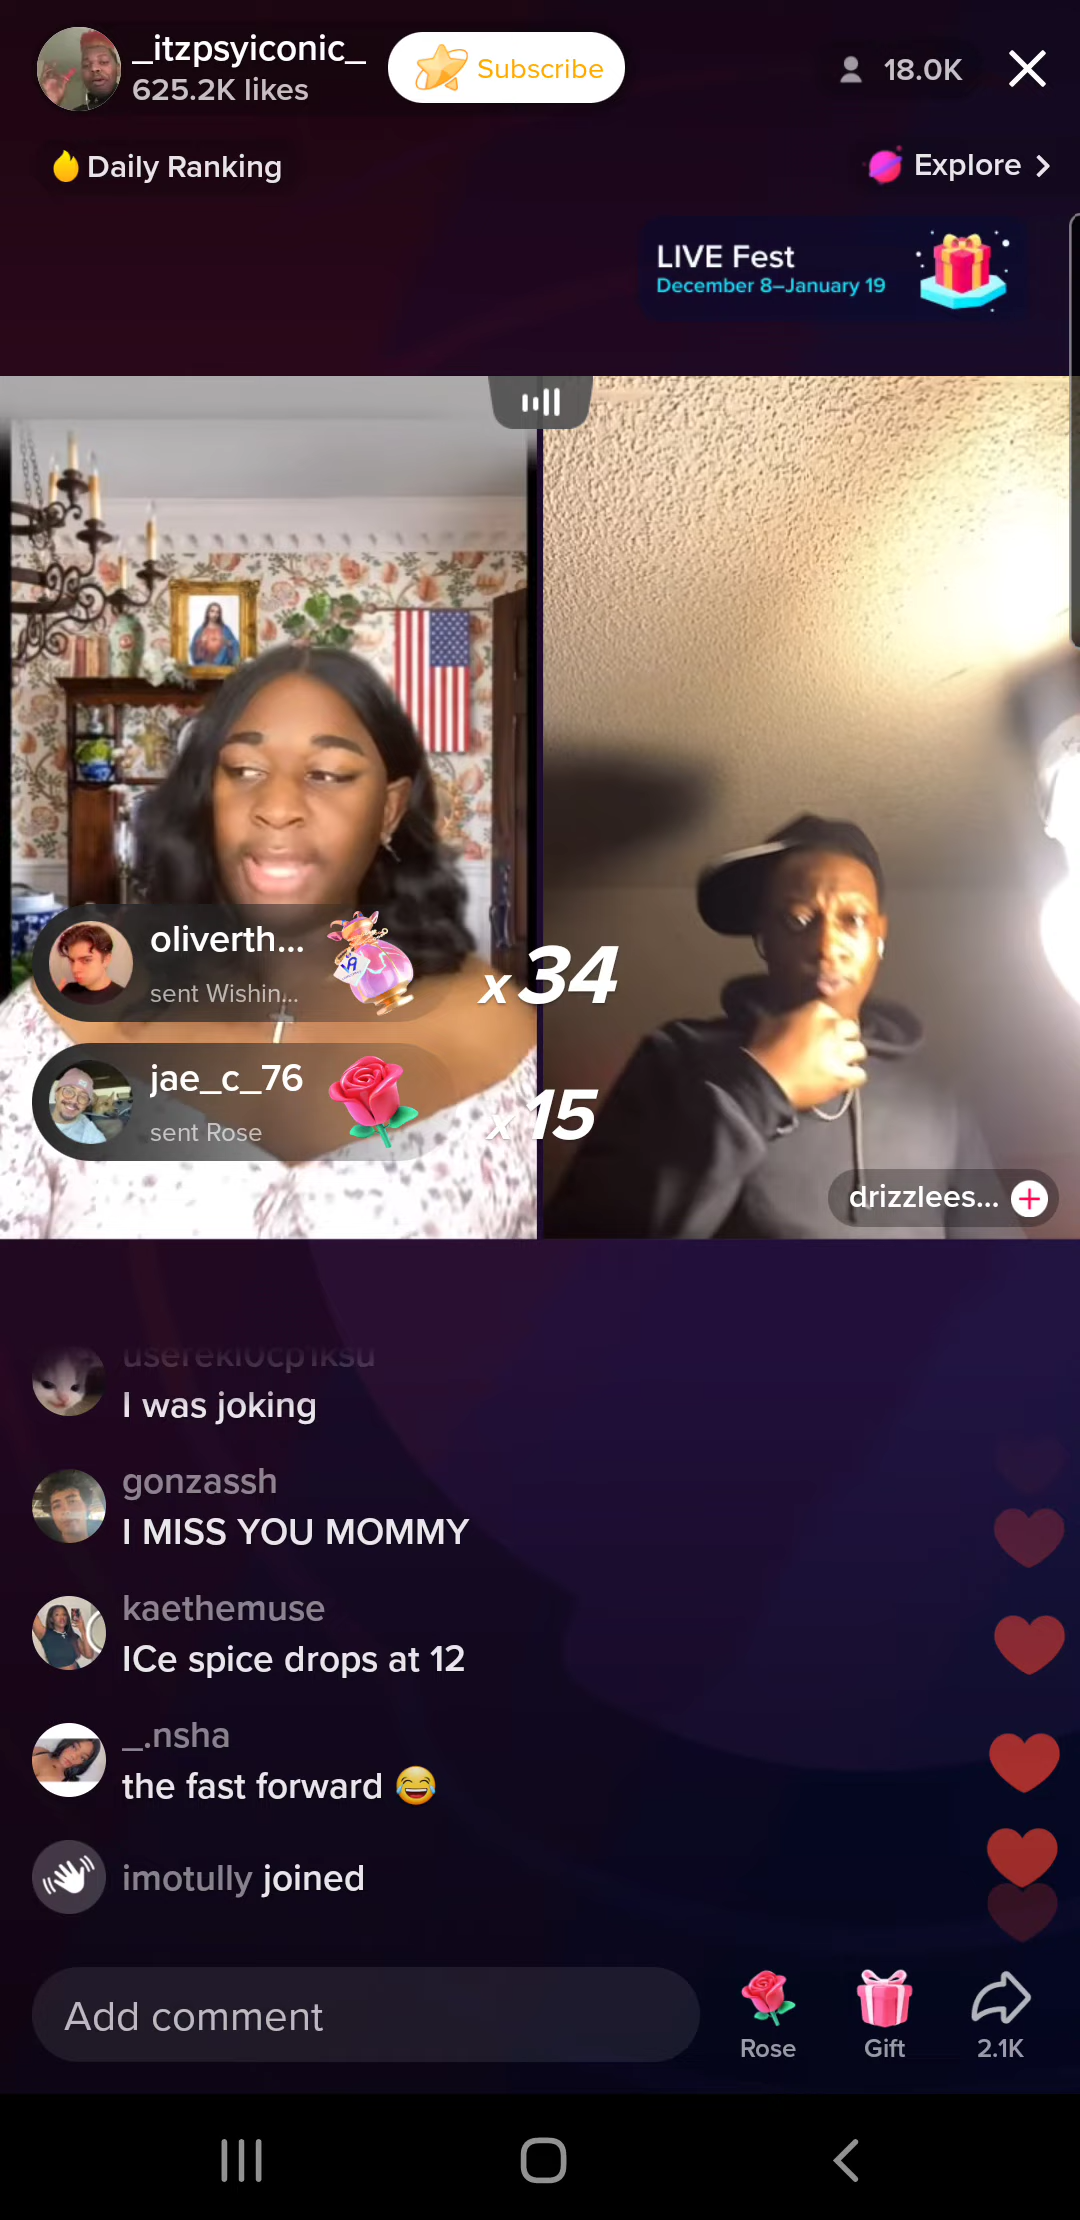 _itzpsyiconic_
625.2K likes
Subscribe
18.0K
Daily Ranking
Explore
LIVE Fest
December 8–January 19
oliverth...
sent Wishin...
x34
jae_c_76
sent Rose
x15
drizzlees...
I was joking
gonzassh
I MISS YOU MOMMY
kaethemuse
ICe spice drops at 12
_.nsha
the fast forward 😂
imotully joined
Add comment
Rose
Gift
2.1K